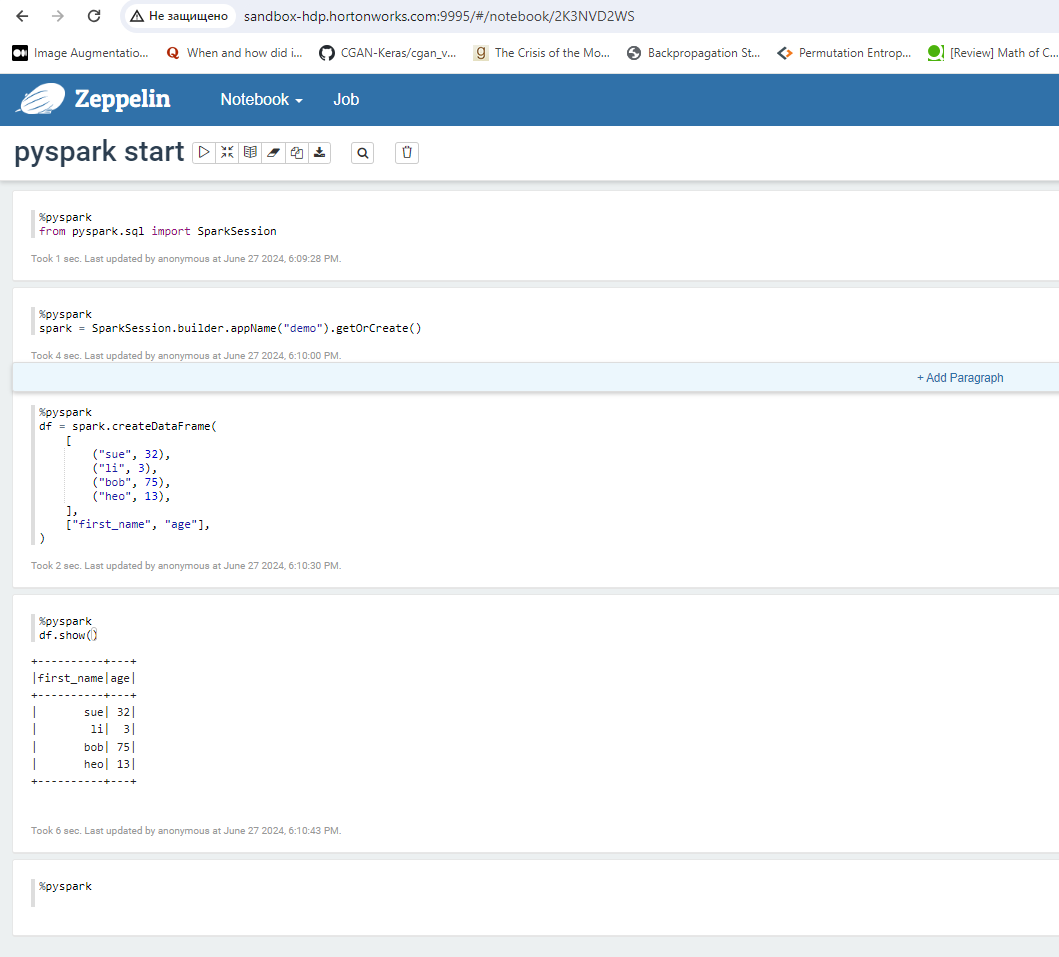 Не защищено sandbox-hdp.hortonworks.com:9995/#/notebook/2K3NVD2WS
Image Augmentatio... When and how did i... CGAN-Keras/cgan_v... The Crisis of the Mo... Backpropagation St... Permutation Entrop... [Review] Math of C...
Zeppelin Notebook Job
pyspark start
%pyspark
from pyspark.sql import SparkSession
Took 1 sec. Last updated by anonymous at June 27 2024, 6:09:28 PM.
%pyspark
spark = SparkSession.builder.appName("demo").getOrCreate()
Took 4 sec. Last updated by anonymous at June 27 2024, 6:10:00 PM.
+ Add Paragraph
%pyspark
df = spark.createDataFrame(
    [
        ("sue", 32),
        ("li", 3),
        ("bob", 75),
        ("heo", 13),
    ],
    ["first_name", "age"],
)
Took 2 sec. Last updated by anonymous at June 27 2024, 6:10:30 PM.
%pyspark
df.show()
+----------+---+
|first_name|age|
+----------+---+
|       sue| 32|
|        li|  3|
|       bob| 75|
|       heo| 13|
+----------+---+
Took 6 sec. Last updated by anonymous at June 27 2024, 6:10:43 PM.
%pyspark